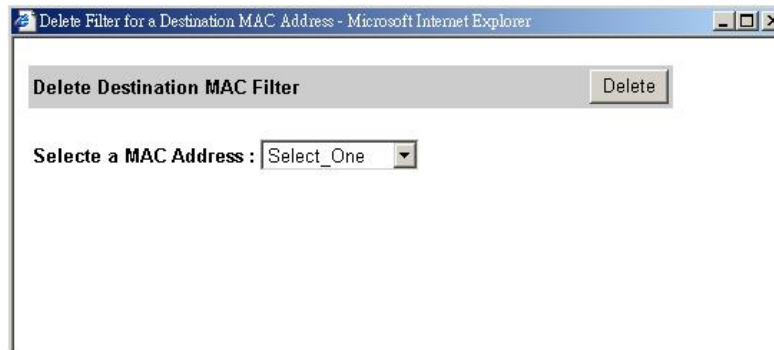 Delete Filter for a Destination MAC Address - Microsoft Internet Explorer
Delete Destination MAC Filter Delete
Selecte a MAC Address : Select_One